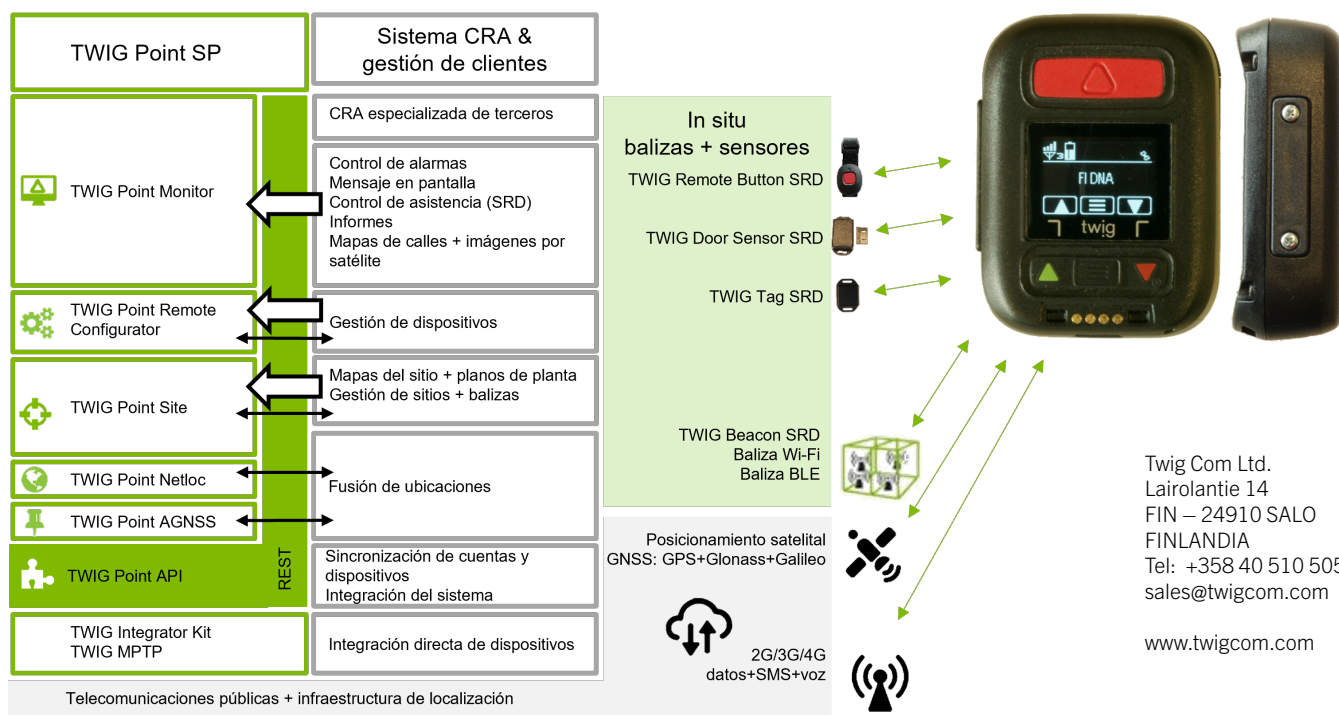 TWIG Point SP
Sistema CRA &
gestión de clientes
TWIG Point Monitor
CRA especializada de terceros
Control de alarmas
Mensaje en pantalla
Control de asistencia (SRD)
Informes
Mapas de calles + imágenes por
satélite
TWIG Point Remote
Configurator
Gestión de dispositivos
TWIG Point Site
Mapas del sitio + planos de planta
Gestión de sitios + balizas
TWIG Point Netloc
TWIG Point AGNSS
Fusión de ubicaciones
TWIG Point API
REST
Sincronización de cuentas y
dispositivos
Integración del sistema
TWIG Integrator Kit
TWIG MPTP
Integración directa de dispositivos
Telecomunicaciones públicas + infraestructura de localización
In situ
balizas + sensores
TWIG Remote Button SRD
TWIG Door Sensor SRD
TWIG Tag SRD
TWIG Beacon SRD
Baliza Wi-Fi
Baliza BLE
Posicionamiento satelital
GNSS: GPS+Glonass+Galileo
2G/3G/4G
datos+SMS+voz
3
FI DNA
twig
Twig Com Ltd.
Lairolantie 14
FIN – 24910 SALO
FINLANDIA
Tel: +358 40 510 505
sales@twigcom.com
www.twigcom.com